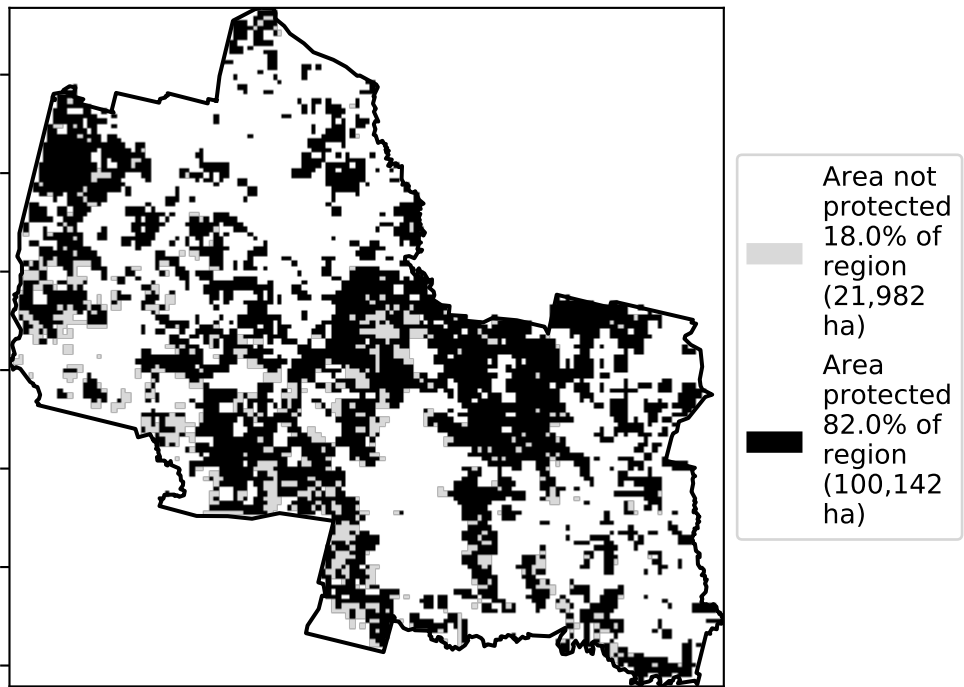 Area not
protected
18.0% of
region
(21,982
ha)
Area
protected
82.0% of
region
(100,142
ha)